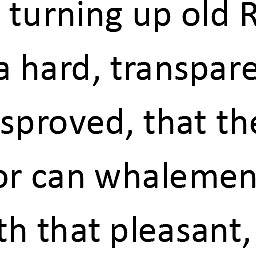 turning up old R
a hard, transpare
sproved, that the
or can whalemen
th that pleasant,